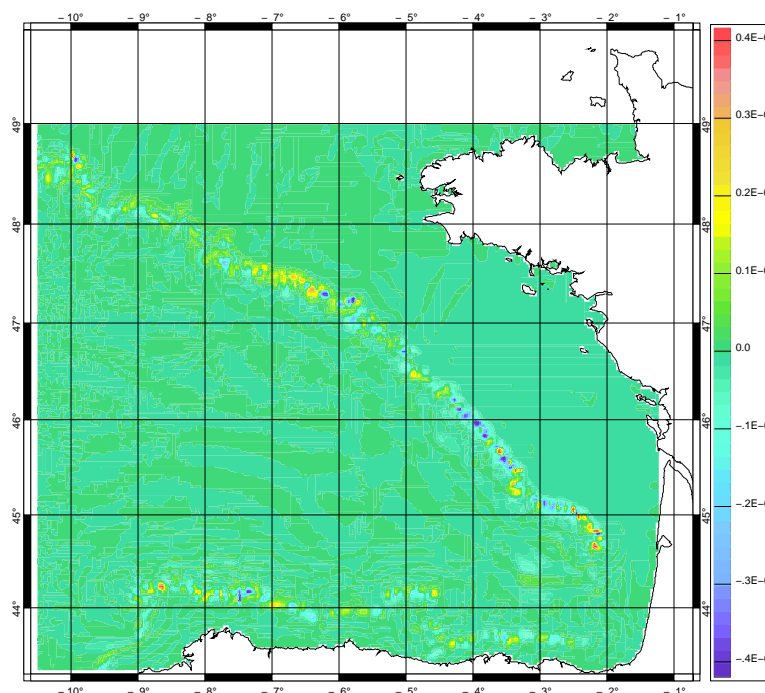 − 10° − 9° − 8° − 7° − 6° − 5° − 4° − 3° − 2° − 1°
49°
48°
47°
46°
45°
44°
− 10° − 9° − 8° − 7° − 6° − 5° − 4° − 3° − 2° − 1°
49°
48°
47°
46°
45°
44°
0.4E−
0.3E−
0.2E−
0.1E−
0.0
−.1E−
−.2E−
−.3E−
−.4E−